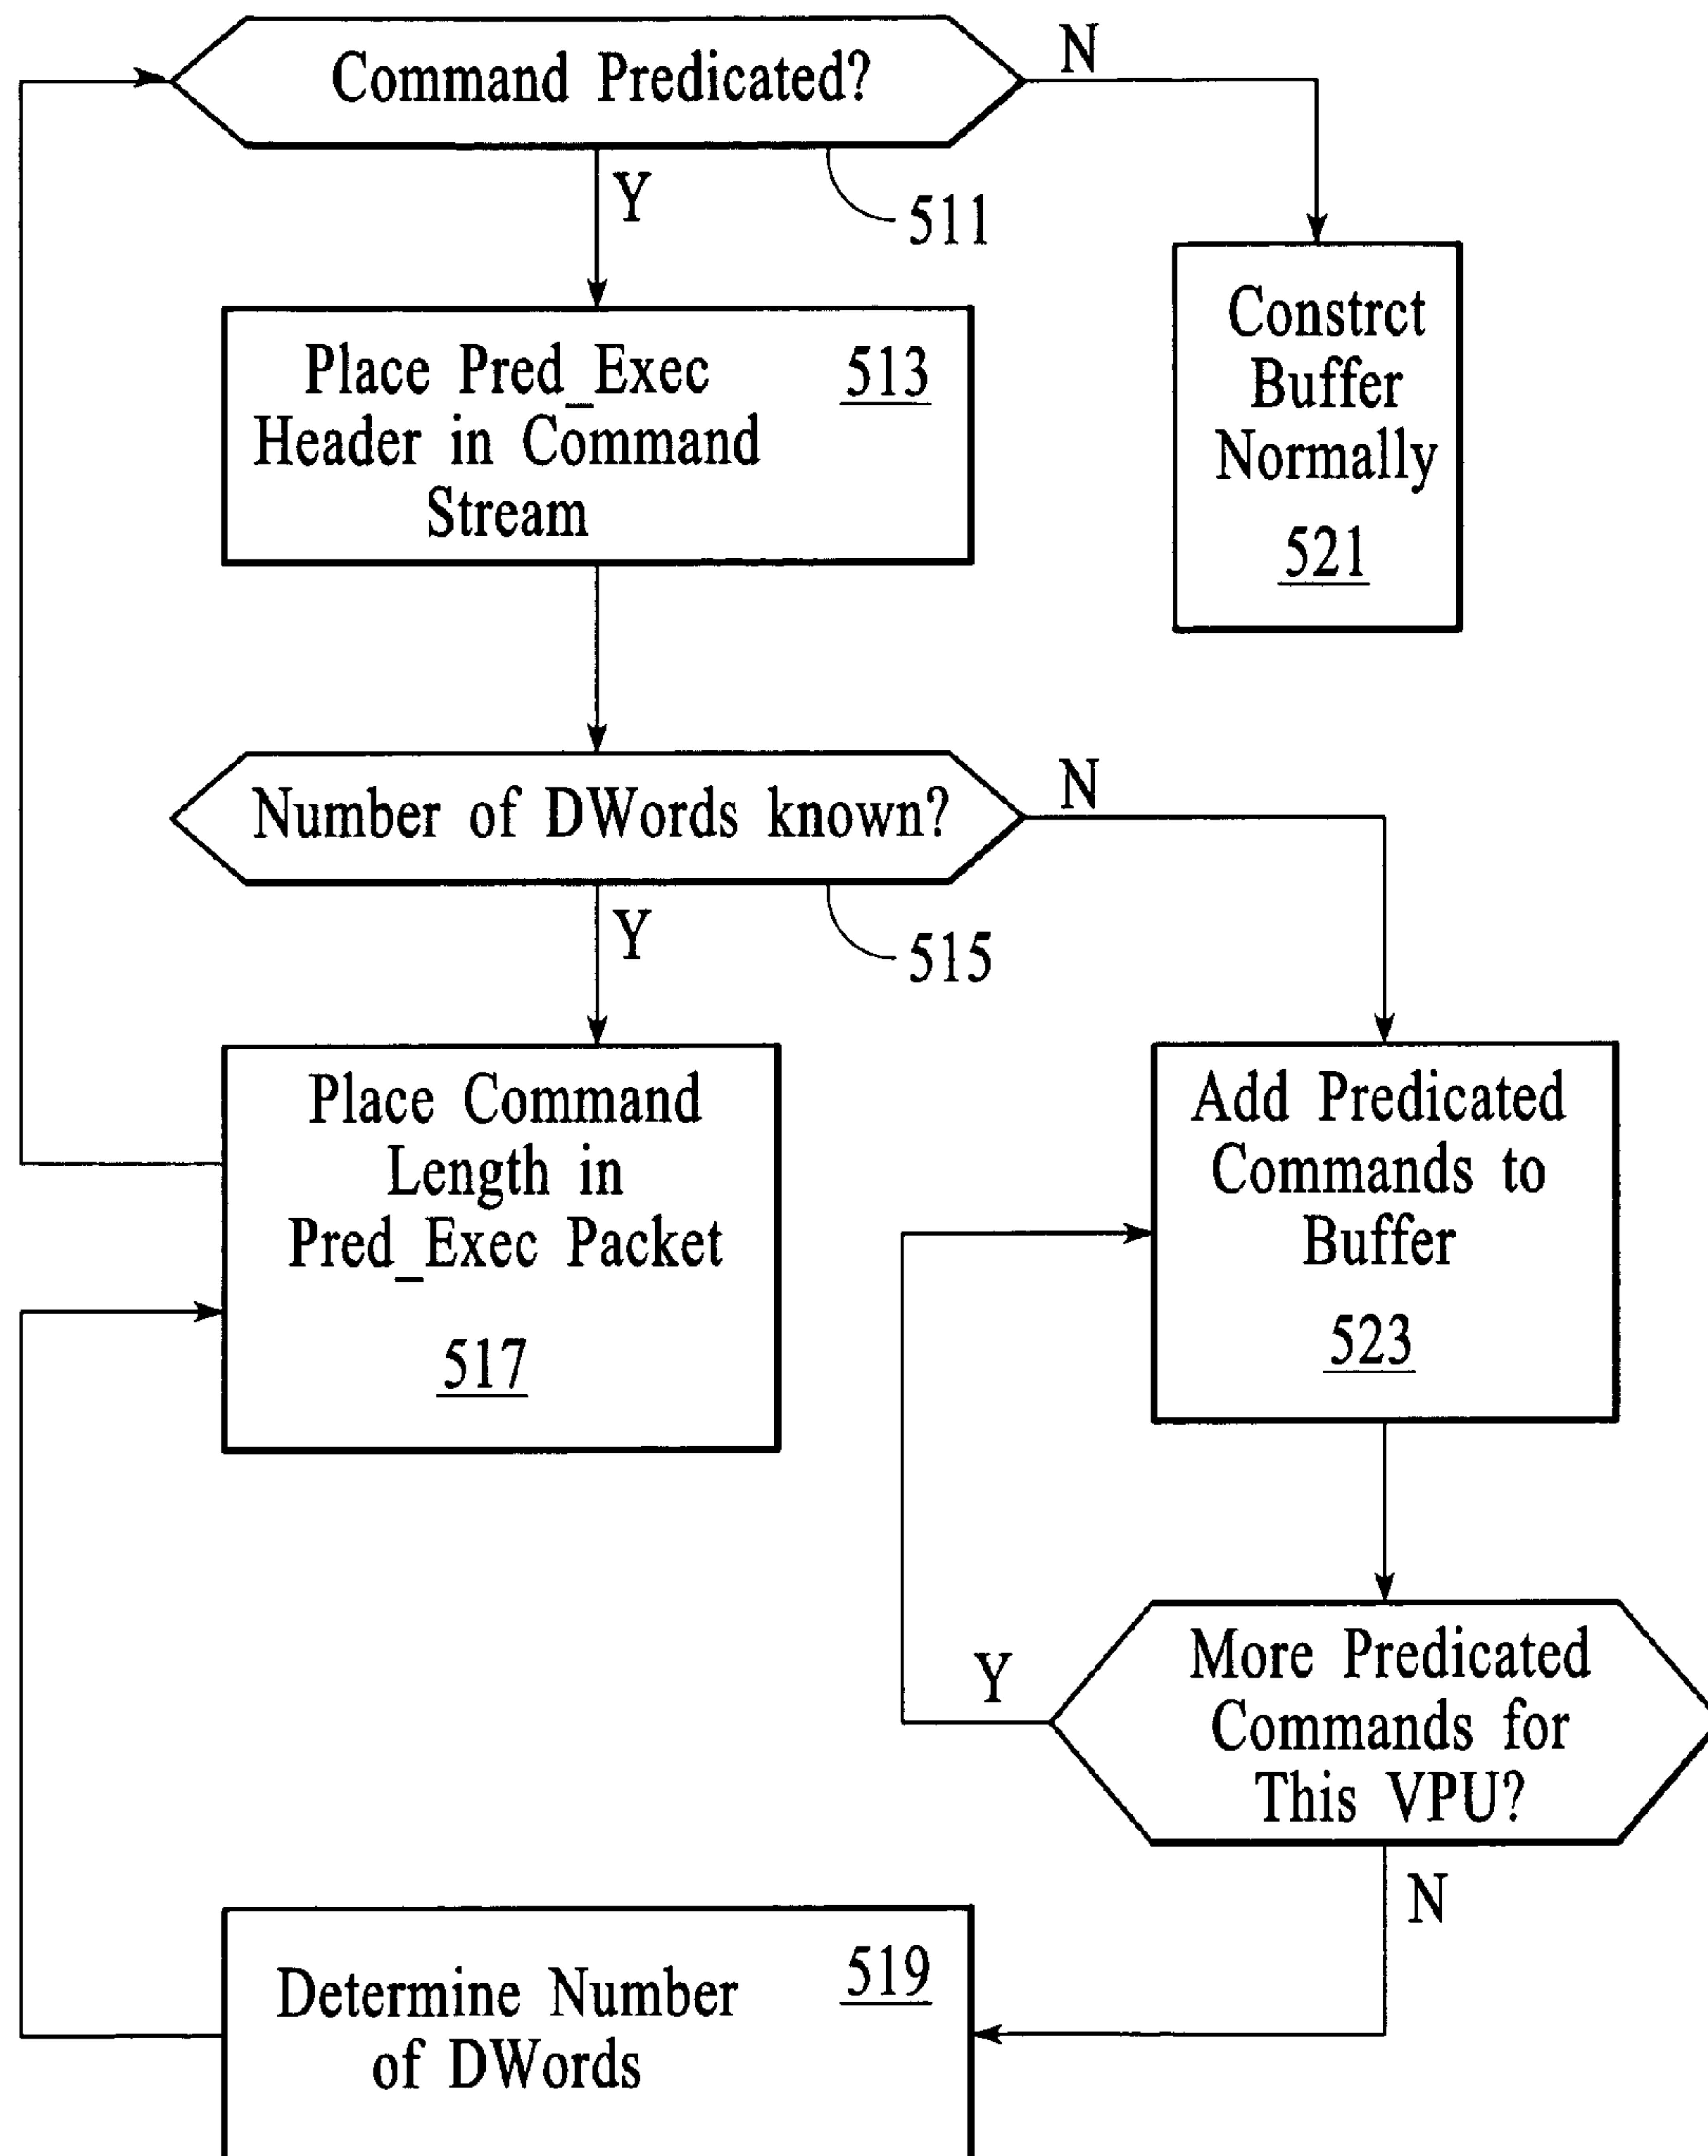 Command Predicated?
N
Y
511
Place Pred_Exec
Header in Command
Stream
513
Constrct
Buffer
Normally
521
Number of DWords known?
N
Y
515
Place Command
Length in
Pred_Exec Packet
517
Add Predicated
Commands to
Buffer
523
More Predicated
Commands for
This VPU?
Y
N
Determine Number
of DWords
519